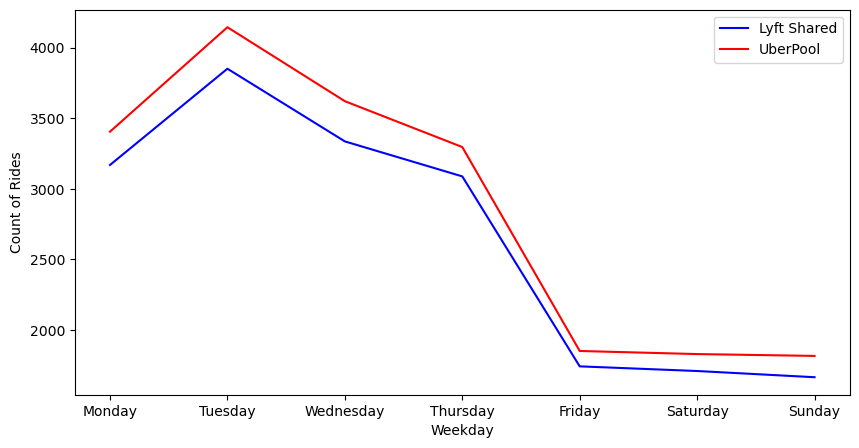 Lyft Shared
UberPool
Count of Rides
4000
3500
3000
2500
2000
Monday Tuesday Wednesday Thursday Friday Saturday Sunday
Weekday